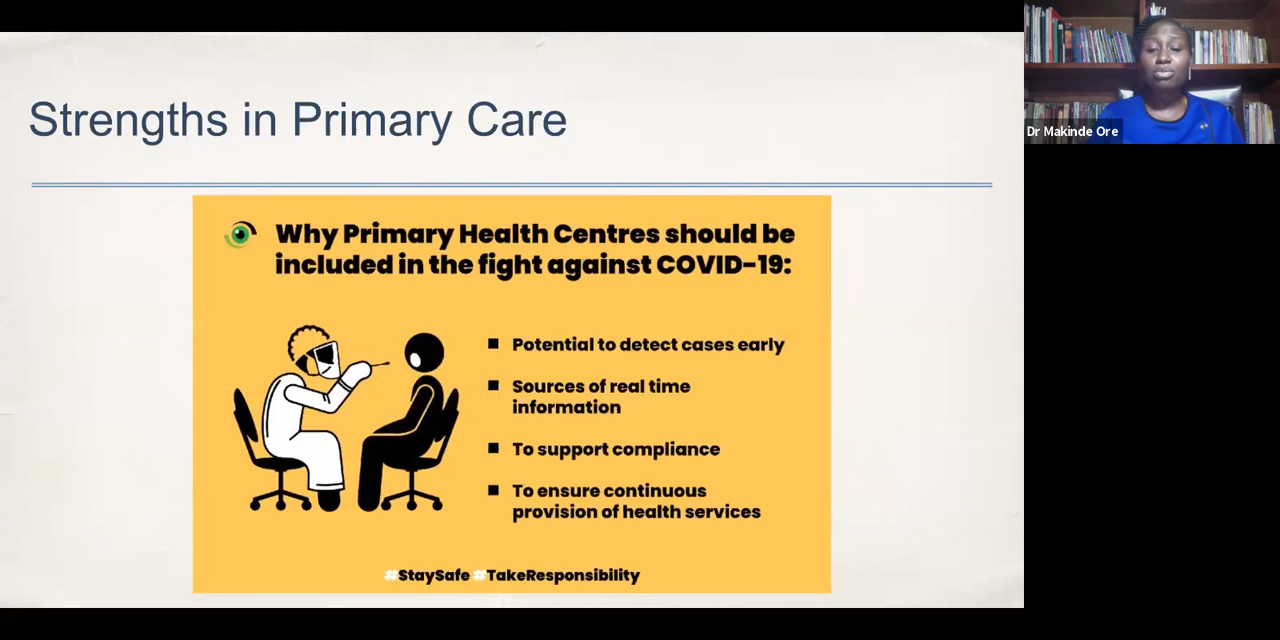 Strengths in Primary Care
Dr Makinde Ore
Why Primary Health Centres should be
included in the fight against COVID-19:
■ Potential to detect cases early
■ Sources of real time
information
■ To support compliance
■ To ensure continuous
provision of health services
#StaySafe #TakeResponsibility